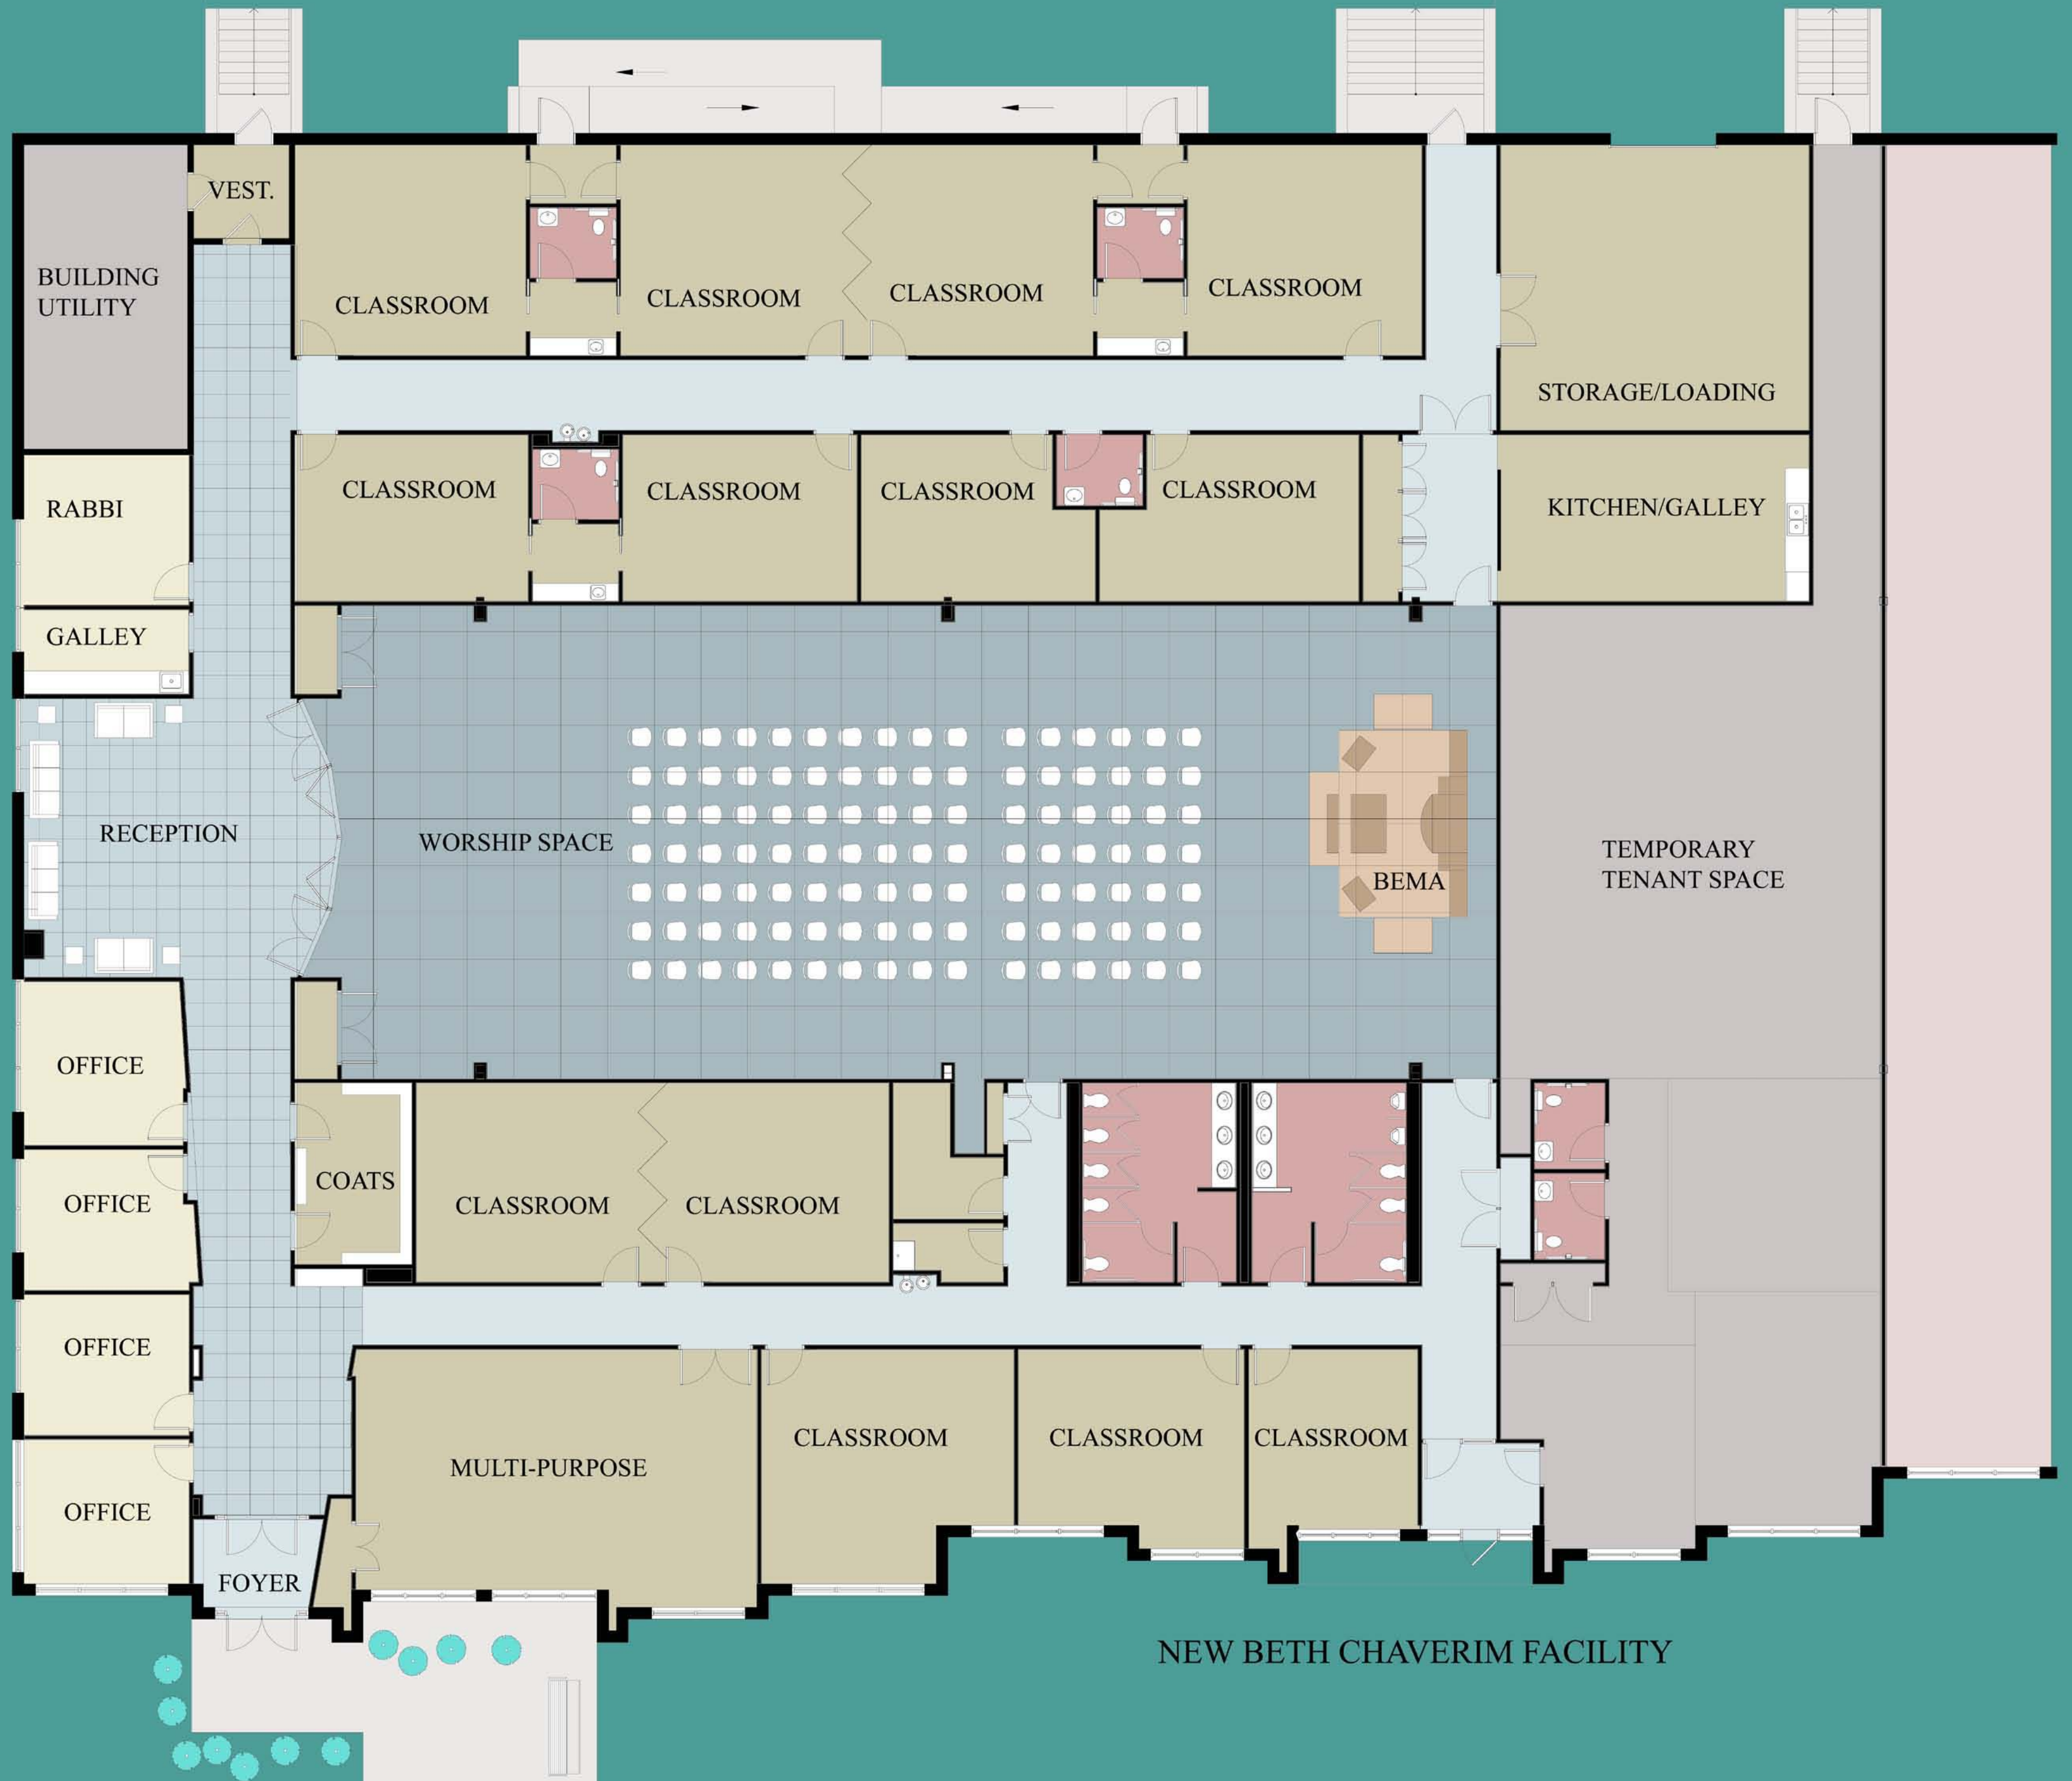 VEST.
BUILDING
UTILITY
CLASSROOM
CLASSROOM
CLASSROOM
CLASSROOM
STORAGE/LOADING
RABBI
CLASSROOM
CLASSROOM
CLASSROOM
CLASSROOM
KITCHEN/GALLEY
GALLEY
RECEPTION
WORSHIP SPACE
BEMA
TEMPORARY
TENANT SPACE
OFFICE
OFFICE
COATS
CLASSROOM
CLASSROOM
OFFICE
OFFICE
MULTI-PURPOSE
CLASSROOM
CLASSROOM
CLASSROOM
FOYER
NEW BETH CHAVERIM FACILITY